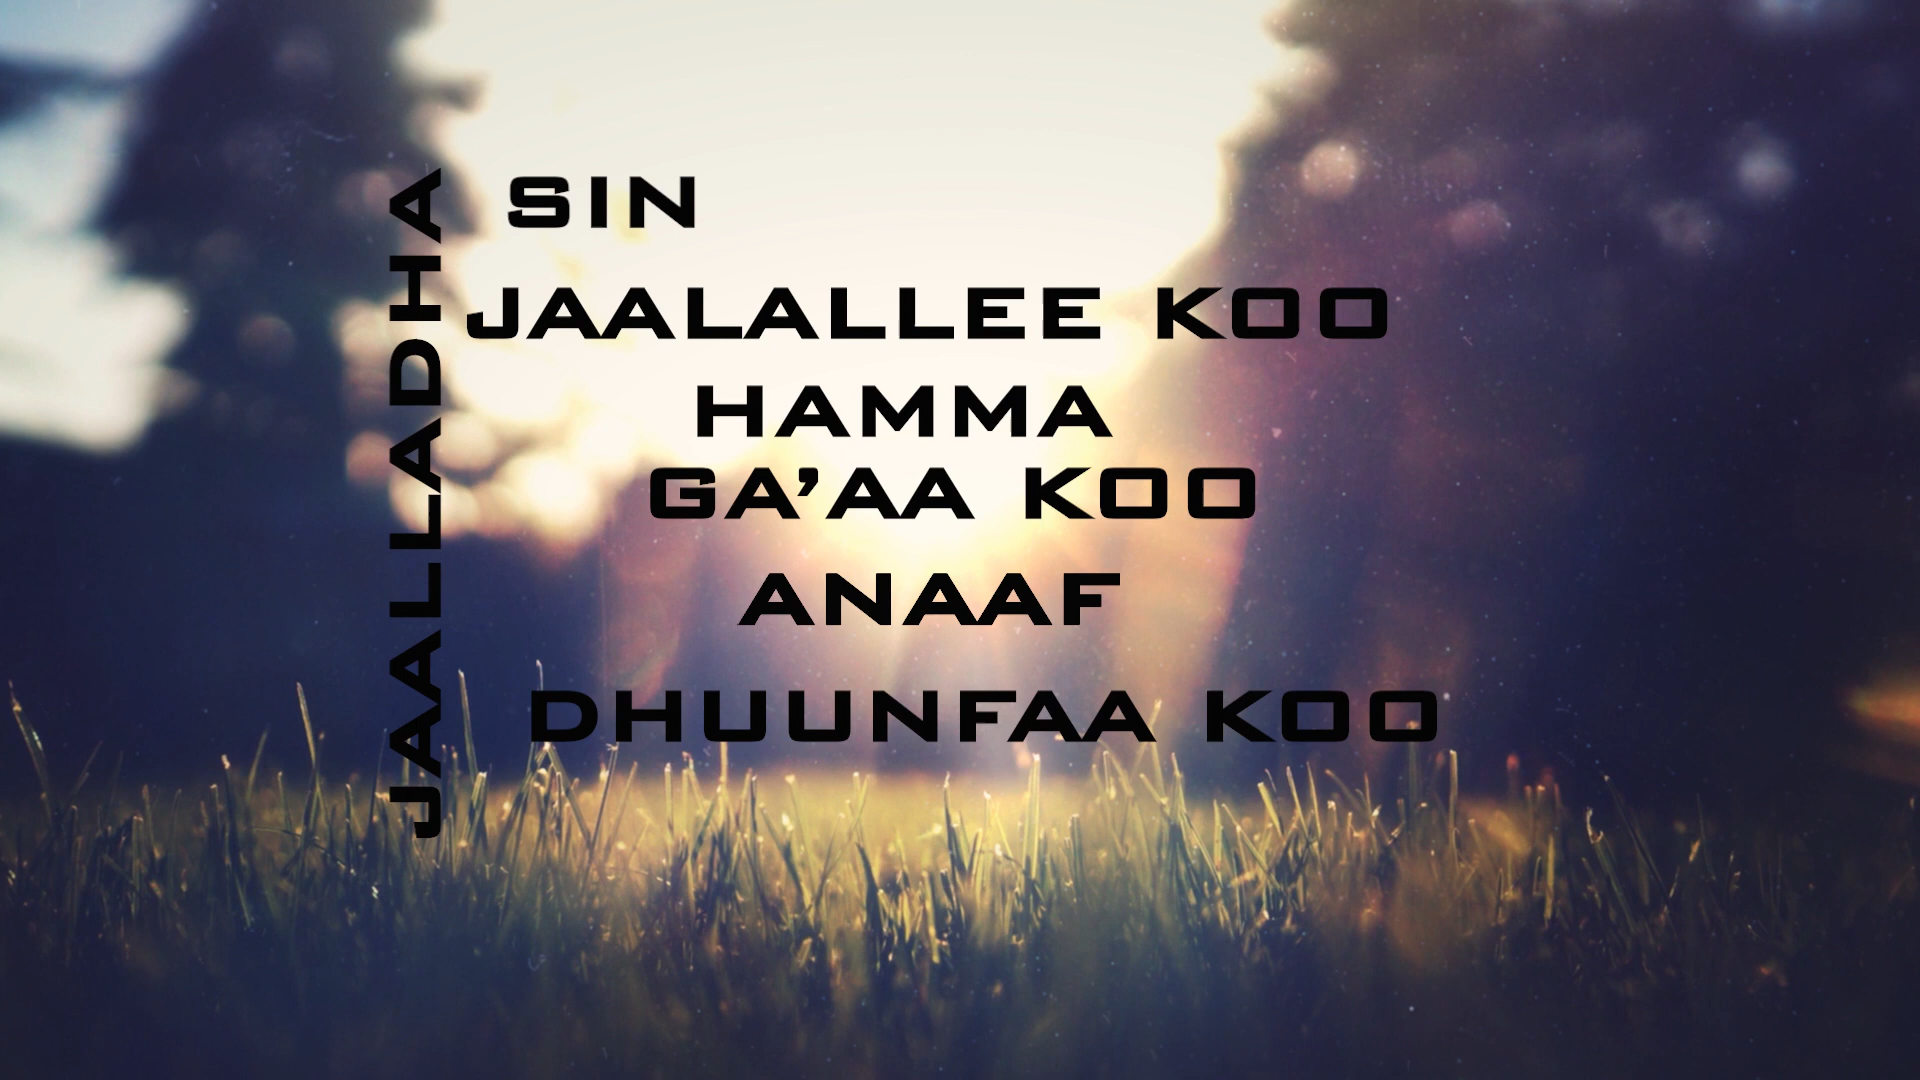 SIN
JAALLADHA
JAALALLEE KOO
HAMMA
GA'AA KOO
ANAAF
DHUUNFAA KOO